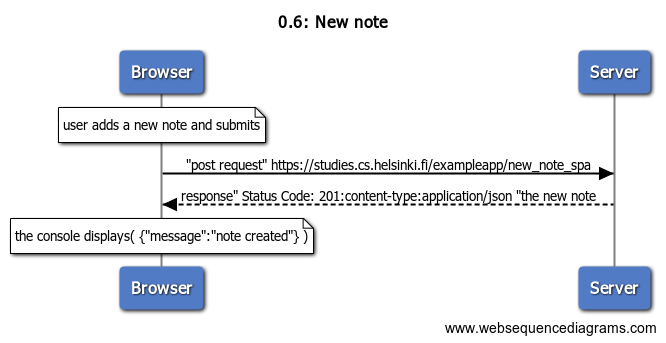 0.6: New note
Browser
Server
user adds a new note and submits
"post request" https://studies.cs.helsinki.fi/exampleapp/new_note_spa
response" Status Code: 201:content-type:application/json "the new note
the console displays( {"message":"note created"} )
Browser
Server
www.websequencediagrams.com